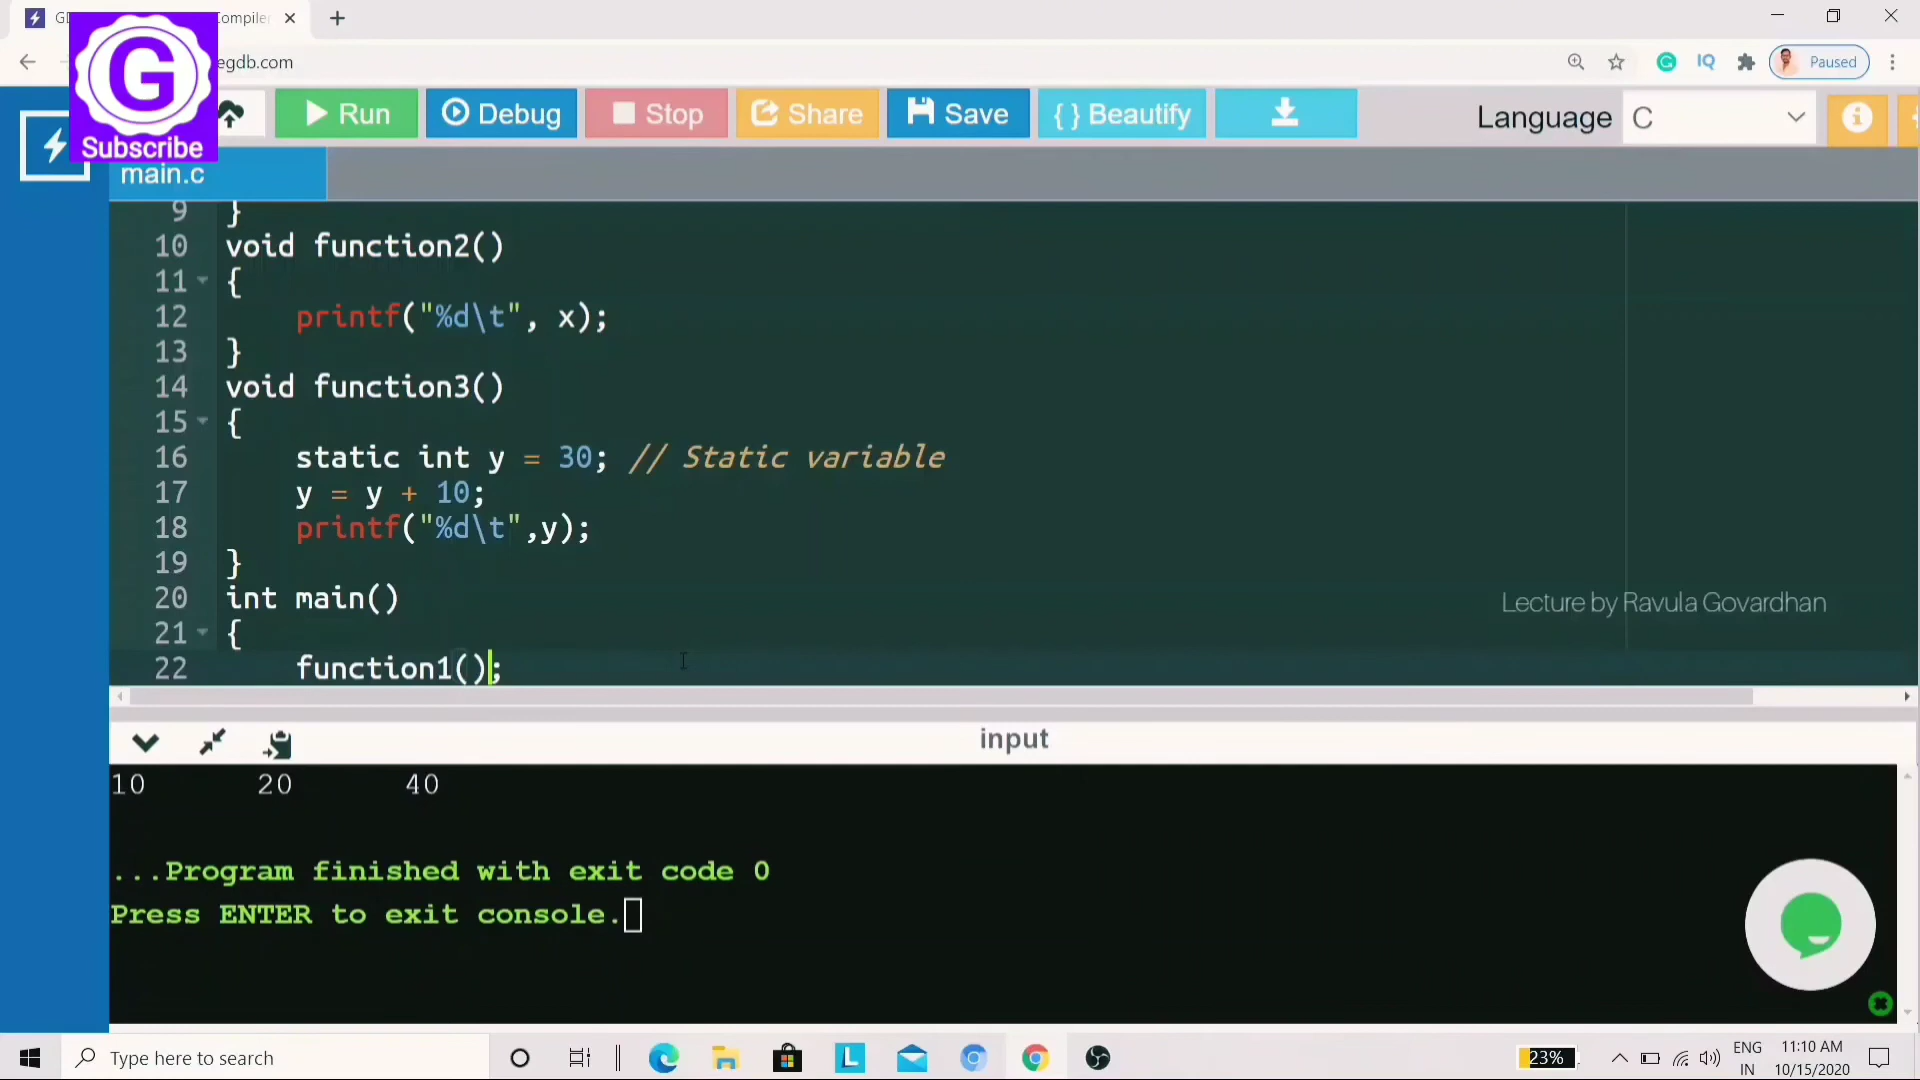 GD
Compiler
egdb.com
IQ
Paused
G
Subscribe
Run
Debug
Stop
Share
Save
{ } Beautify
Language
C
main.c
9 }
10 void function2()
11 {
12 printf("%d\t", x);
13 }
14 void function3()
15 {
16 static int y = 30; // Static variable
17 y = y + 10;
18 printf("%d\t",y);
19 }
20 int main()
21 {
22 function1();
Lecture by Ravula Govardhan
input
10 20 40
...Program finished with exit code 0
Press ENTER to exit console.
Type here to search
L
23%
ENG
IN
11:10 AM
10/15/2020